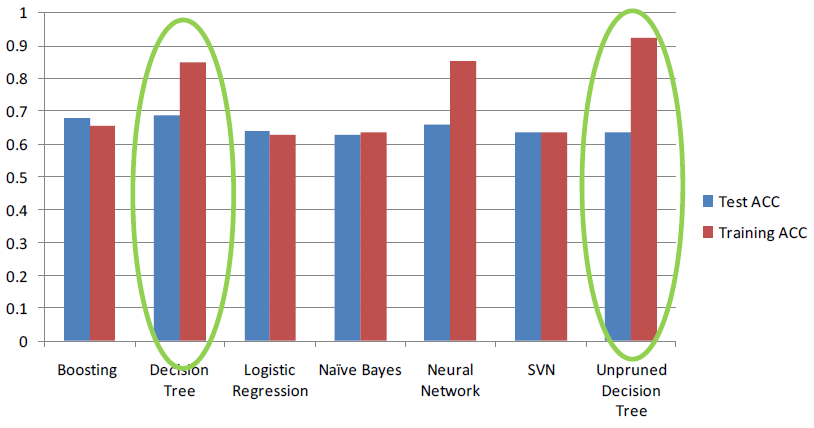 1
0.9
0.8
0.7
0.6
0.5
0.4
0.3
0.2
0.1
0
Boosting
Decision
Tree
Logistic
Regression
Naïve Bayes
Neural
Network
SVN
Unpruned
Decision
Tree
Test ACC
Training ACC